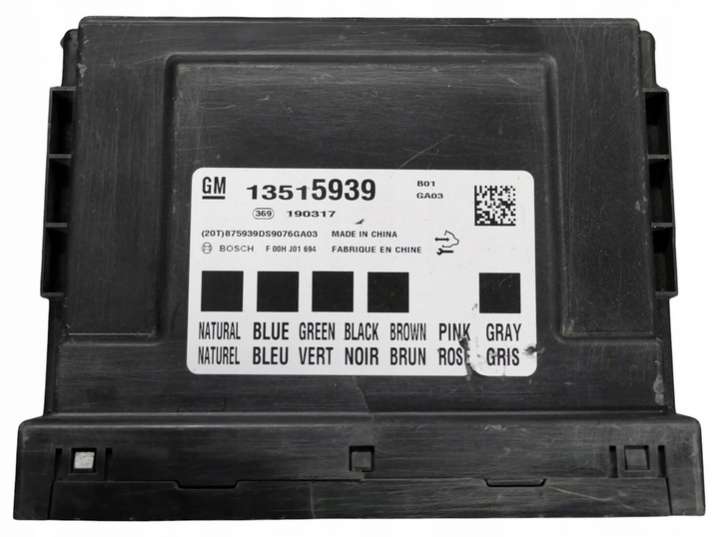 GM 13515939 B01
GA03
369 190317
(20T)875939DS9076GA03 MADE IN CHINA
BOSCH F 00H J01 694 FABRIQUE EN CHINE
NATURAL BLUE GREEN BLACK BROWN PINK GRAY
NATUREL BLEU VERT NOIR BRUN ROSE GRIS